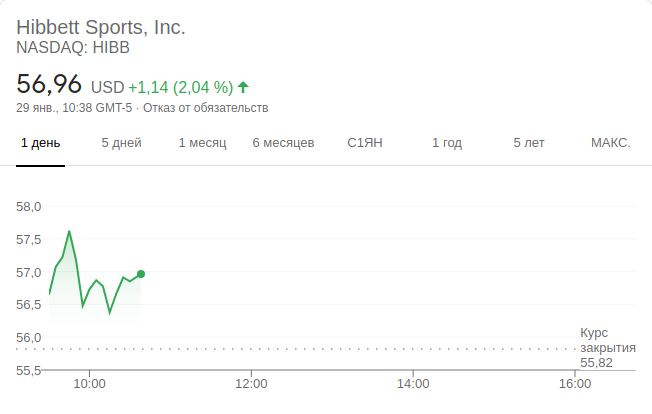 Hibbett Sports, Inc.
NASDAQ: HIBB
56,96 USD +1,14 (2,04 %)
29 янв., 10:38 GMT-5 · Отказ от обязательств
1 день 5 дней 1 месяц 6 месяцев С1ЯН 1 год 5 лет МАКС.
58,0
57,5
57,0
56,5
56,0
55,5
Курс
закрытия
55,82
10:00 12:00 14:00 16:00